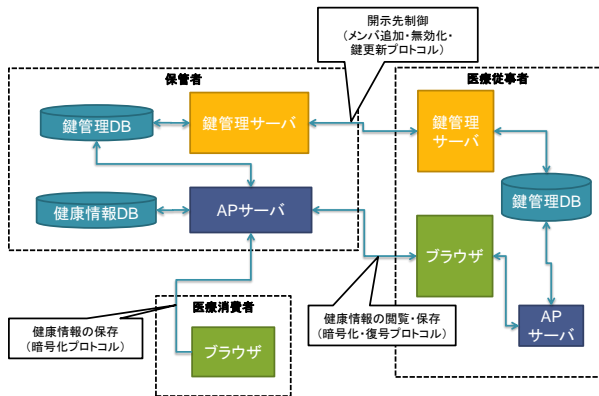 開示先制御
（メンバ追加・無効化・
鍵更新プロトコル）
保管者
医療従事者
鍵管理DB
鍵管理サーバ
鍵管理
サーバ
健康情報DB
APサーバ
鍵管理DB
ブラウザ
健康情報の保存
（暗号化プロトコル）
医療消費者
ブラウザ
健康情報の閲覧・保存
（暗号化・復号プロトコル）
AP
サーバ